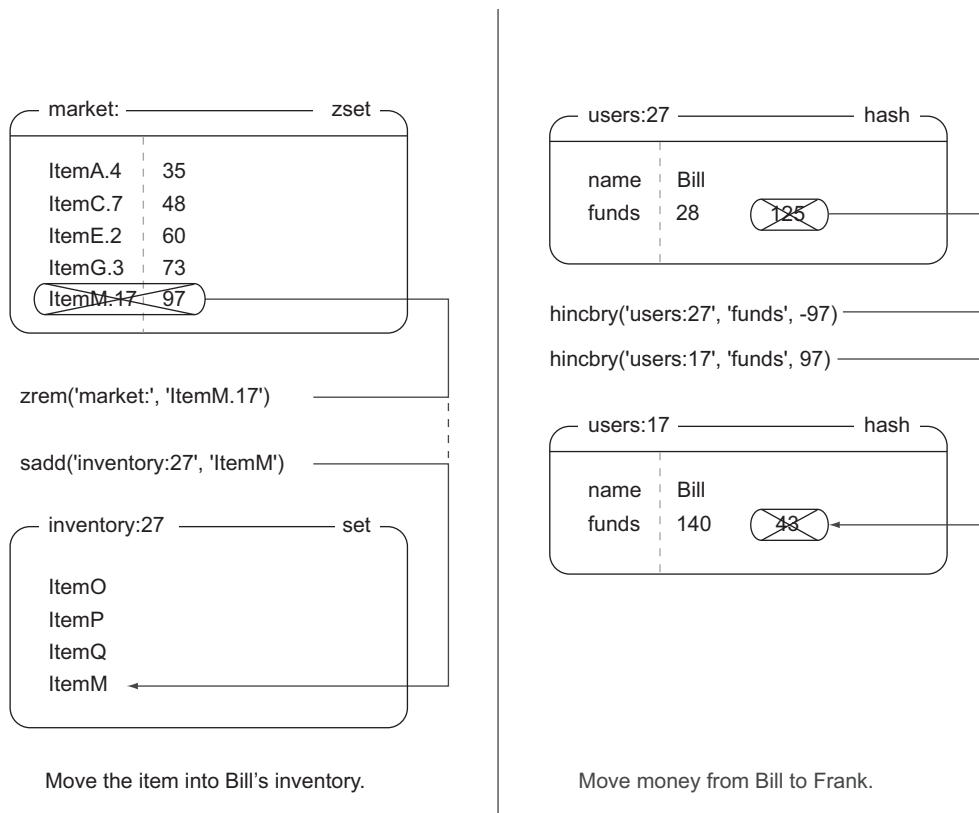 market: zset
ItemA.4 35
ItemC.7 48
ItemE.2 60
ItemG.3 73
ItemM.17 97
zrem('market:', 'ItemM.17')
sadd('inventory:27', 'ItemM')
inventory:27 set
ItemO
ItemP
ItemQ
ItemM
Move the item into Bill’s inventory.
users:27 hash
name Bill
funds 28 125
hincbry('users:27', 'funds', -97)
hincbry('users:17', 'funds', 97)
users:17 hash
name Bill
funds 140 43
Move money from Bill to Frank.